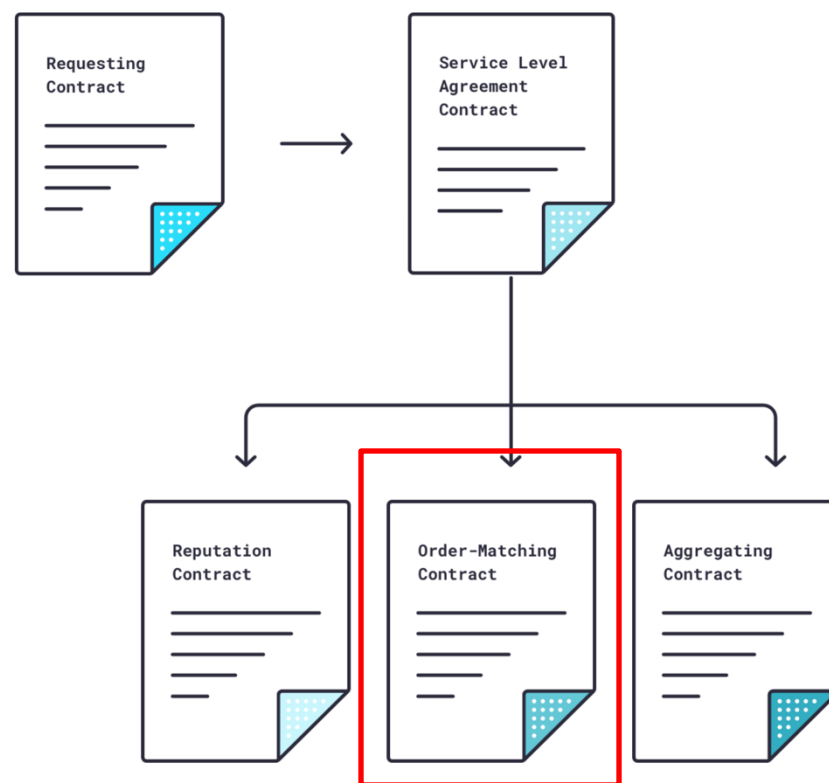 Requesting
Contract
Service Level
Agreement
Contract
Reputation
Contract
Order-Matching
Contract
Aggregating
Contract